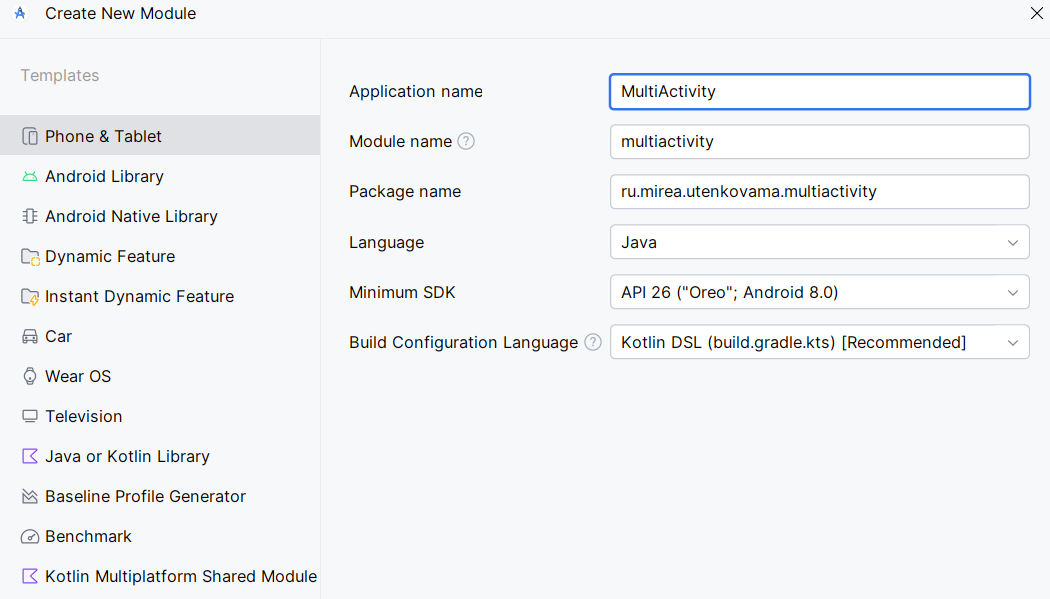 Create New Module
Templates
Phone & Tablet
Android Library
Android Native Library
Dynamic Feature
Instant Dynamic Feature
Car
Wear OS
Television
Java or Kotlin Library
Baseline Profile Generator
Benchmark
Kotlin Multiplatform Shared Module
Application name MultiActivity
Module name ? multiactivity
Package name ru.mirea.utenkovama.multiactivity
Language Java
Minimum SDK API 26 ("Oreo"; Android 8.0)
Build Configuration Language ? Kotlin DSL (build.gradle.kts) [Recommended]